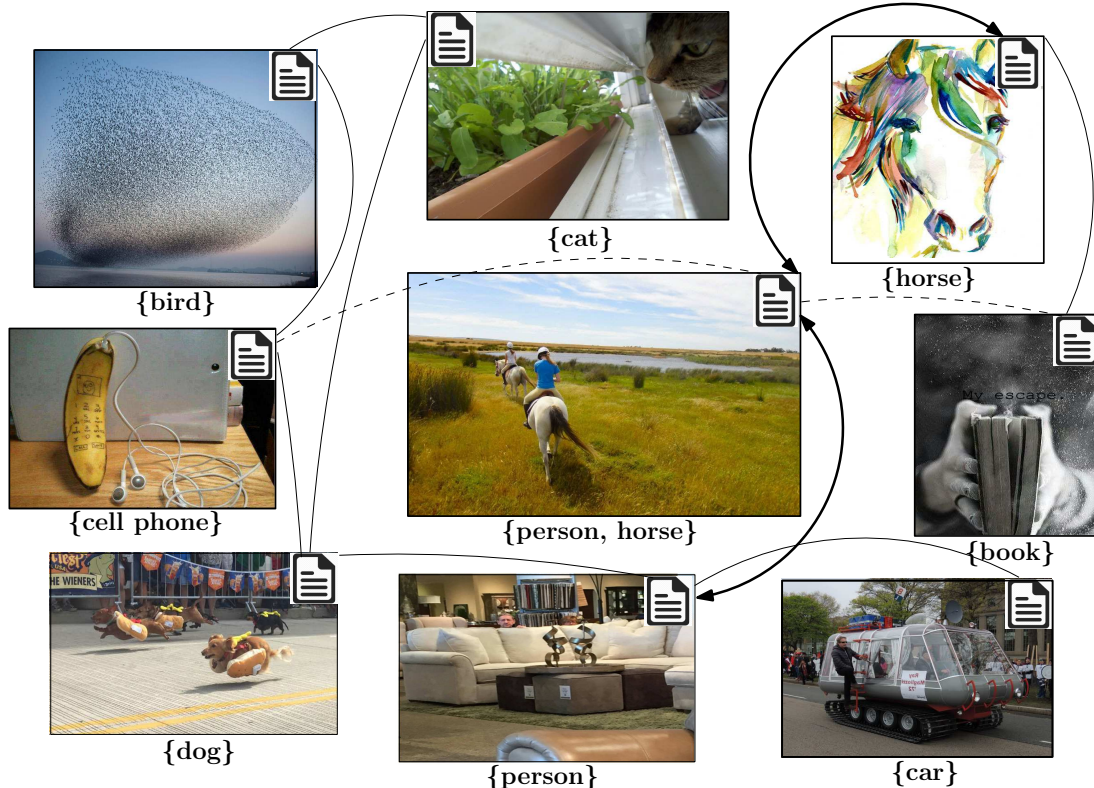 {cat}
{horse}
{bird}
My escape.
{cell phone}
{person, horse}
{book}
THE WIENERS
{dog}
{person}
{car}